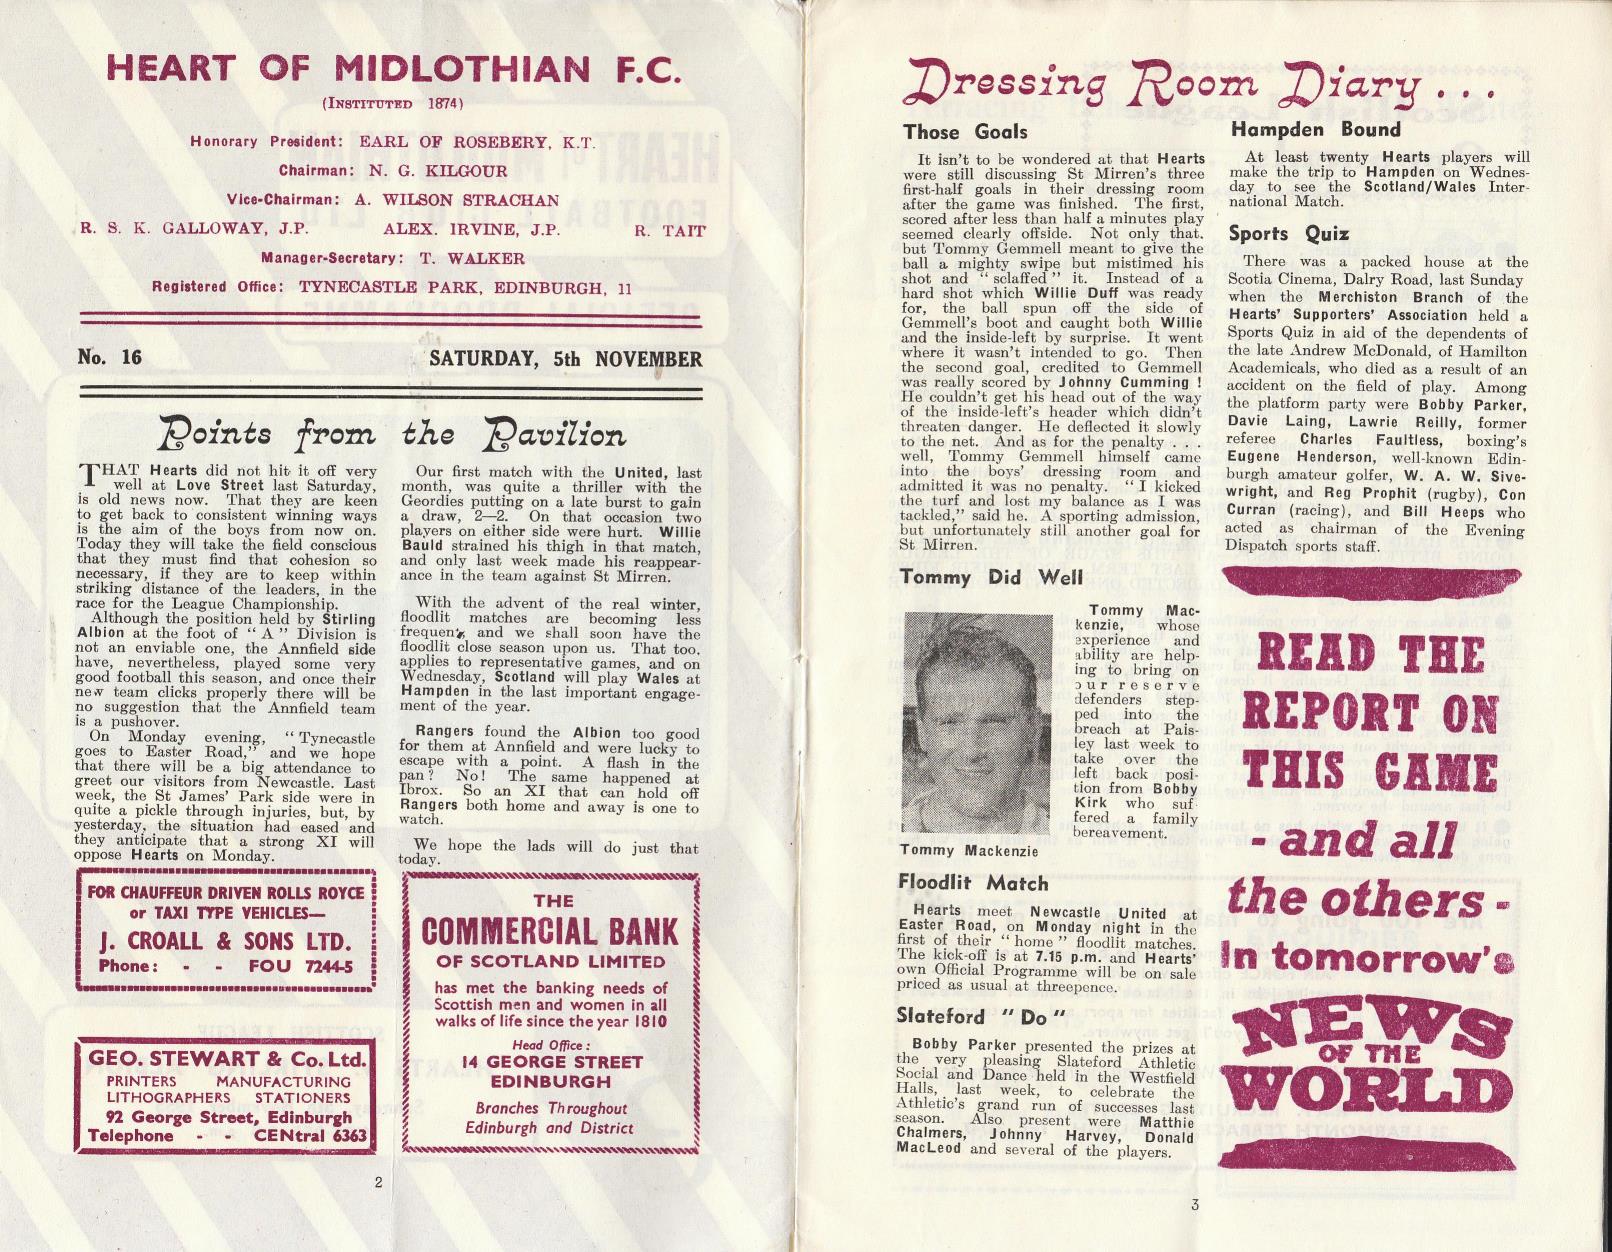 HEART OF MIDLOTHIAN F.C.
(INSTITUTED 1874)
Honorary President: EARL OF ROSEBERY, K.T.
Chairman: N. G. KILGOUR
Vice-Chairman: A. WILSON STRACHAN
R. S. K. GALLOWAY, J.P. ALEX. IRVINE, J.P. R. TAIT
Manager-Secretary: T. WALKER
Registered Office: TYNECASTLE PARK, EDINBURGH, 11
No. 16 SATURDAY, 5th NOVEMBER
Points from the Pavilion
THAT Hearts did not hit it off very
well at Love Street last Saturday,
is old news now. That they are keen
to get back to consistent winning ways
is the aim of the boys from now on.
Today they will take the field conscious
that they must find that cohesion so
necessary, if they are to keep within
striking distance of the leaders, in the
race for the League Championship.
Although the position held by Stirling
Albion at the foot of "A" Division is
not an enviable one, the Annfield side
have, nevertheless, played some very
good football this season, and once their
new team clicks properly there will be
no suggestion that the Annfield team
is a pushover.
On Monday evening, "Tynecastle
goes to Easter Road," and we hope
that there will be a big attendance to
greet our visitors from Newcastle. Last
week, the St James' Park side were in
quite a pickle through injuries, but, by
yesterday, the situation had eased and
they anticipate that a strong XI will
oppose Hearts on Monday.
FOR CHAUFFEUR DRIVEN ROLLS ROYCE
or TAXI TYPE VEHICLES—
J. CROALL & SONS LTD.
Phone: - - FOU 7244-5
GEO. STEWART & Co. Ltd.
PRINTERS MANUFACTURING
LITHOGRAPHERS STATIONERS
92 George Street, Edinburgh
Telephone - - CENtral 6363
Our first match with the United, last
month, was quite a thriller with the
Geordies putting on a late burst to gain
a draw, 2—2. On that occasion two
players on either side were hurt. Willie
Bauld strained his thigh in that match,
and only last week made his reappear-
ance in the team against St Mirren.
With the advent of the real winter,
floodlit matches are becoming less
frequent, and we shall soon have the
floodlit close season upon us. That too,
applies to representative games, and on
Wednesday, Scotland will play Wales at
Hampden in the last important engage-
ment of the year.
Rangers found the Albion too good
for them at Annfield and were lucky to
escape with a point. A flash in the
pan? No! The same happened at
Ibrox. So an XI that can hold off
Rangers both home and away is one to
watch.
We hope the lads will do just that
today.
THE
COMMERCIAL BANK
OF SCOTLAND LIMITED
has met the banking needs of
Scottish men and women in all
walks of life since the year 1810
Head Office:
14 GEORGE STREET
EDINBURGH
Branches Throughout
Edinburgh and District
2
Dressing Room Diary . . .
Those Goals
It isn't to be wondered at that Hearts
were still discussing St Mirren's three
first-half goals in their dressing room
after the game was finished. The first,
scored after less than half a minutes play
seemed clearly offside. Not only that,
but Tommy Gemmell meant to give the
ball a mighty swipe but mistimed his
shot and "sclaffed" it. Instead of a
hard shot which Willie Duff was ready
for, the ball spun off the side of
Gemmell's boot and caught both Willie
and the inside-left by surprise. It went
where it wasn't intended to go. Then
the second goal, credited to Gemmell
was really scored by Johnny Cumming!
He couldn't get his head out of the way
of the inside-left's header which didn't
threaten danger. He deflected it slowly
to the net. And as for the penalty . . .
well, Tommy Gemmell himself came
into the boys' dressing room and
admitted it was no penalty. "I kicked
the turf and lost my balance as I was
tackled," said he. A sporting admission,
but unfortunately still another goal for
St Mirren.
Tommy Did Well
Tommy Mac-
kenzie, whose
experience and
ability are help-
ing to bring on
our reserve
defenders step-
ped into the
breach at Pais-
ley last week to
take over the
left back posi-
tion from Bobby
Kirk who suf-
fered a family
bereavement.
Tommy Mackenzie
Floodlit Match
Hearts meet Newcastle United at
Easter Road, on Monday night in the
first of their "home" floodlit matches.
The kick-off is at 7.15 p.m. and Hearts'
own Official Programme will be on sale
priced as usual at threepence.
Slateford "Do"
Bobby Parker presented the prizes at
the very pleasing Slateford Athletic
Social and Dance held in the Westfield
Halls, last week, to celebrate the
Athletic's grand run of successes last
season. Also present were Matthie
Chalmers, Johnny Harvey, Donald
MacLeod and several of the players.
Hampden Bound
At least twenty Hearts players will
make the trip to Hampden on Wednes-
day to see the Scotland/Wales Inter-
national Match.
Sports Quiz
There was a packed house at the
Scotia Cinema, Dalry Road, last Sunday
when the Merchiston Branch of the
Hearts' Supporters' Association held a
Sports Quiz in aid of the dependents of
the late Andrew McDonald, of Hamilton
Academicals, who died as a result of an
accident on the field of play. Among
the platform party were Bobby Parker,
Davie Laing, Lawrie Reilly, former
referee Charles Faultless, boxing's
Eugene Henderson, well-known Edin-
burgh amateur golfer, W. A. W. Sive-
wright, and Reg Prophit (rugby), Con
Curran (racing), and Bill Heeps who
acted as chairman of the Evening
Dispatch sports staff.
READ THE
REPORT ON
THIS GAME
- and all
the others -
In tomorrow's
NEWS
OF THE
WORLD
3